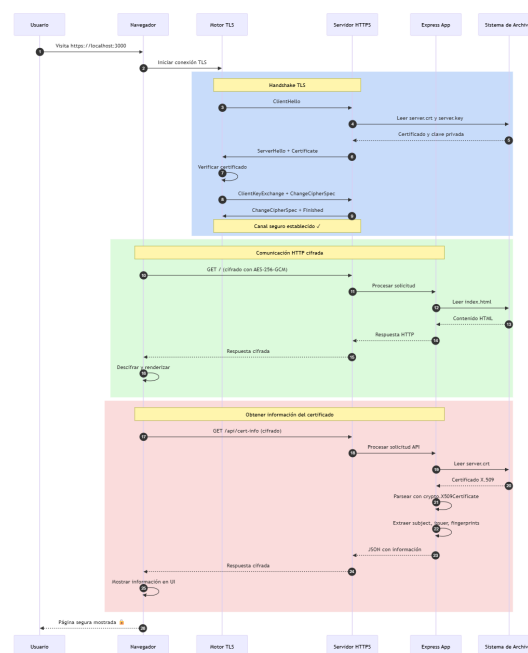 Usuario
Navegador
Motor TLS
Servidor HTTPS
Express App
Sistema de Archiv
1 Visita https://localhost:3000
2 Iniciar conexión TLS
Handshake TLS
3 ClientHello
4 Leer server.crt y server.key
5 Certificado y clave privada
6 ServerHello + Certificate
7 Verificar certificado
8 ClientKeyExchange + ChangeCipherSpec
9 ChangeCipherSpec + Finished
Canal seguro establecido ✓
Comunicación HTTP cifrada
10 GET / (cifrado con AES-256-GCM)
11 Procesar solicitud
12 Leer index.html
13 Contenido HTML
14 Respuesta HTTP
15 Respuesta cifrada
16 Descifrar y renderizar
Obtener información del certificado
17 GET /api/cert-info (cifrado)
18 Procesar solicitud API
19 Leer server.crt
20 Certificado X.509
21 Parsear con crypto.X509Certificate
22 Extraer subject, issuer, fingerprints
23 JSON con información
24 Respuesta cifrada
25 Mostrar información en UI
26 Página segura mostrada 🔒
Usuario
Navegador
Motor TLS
Servidor HTTPS
Express App
Sistema de Archiv